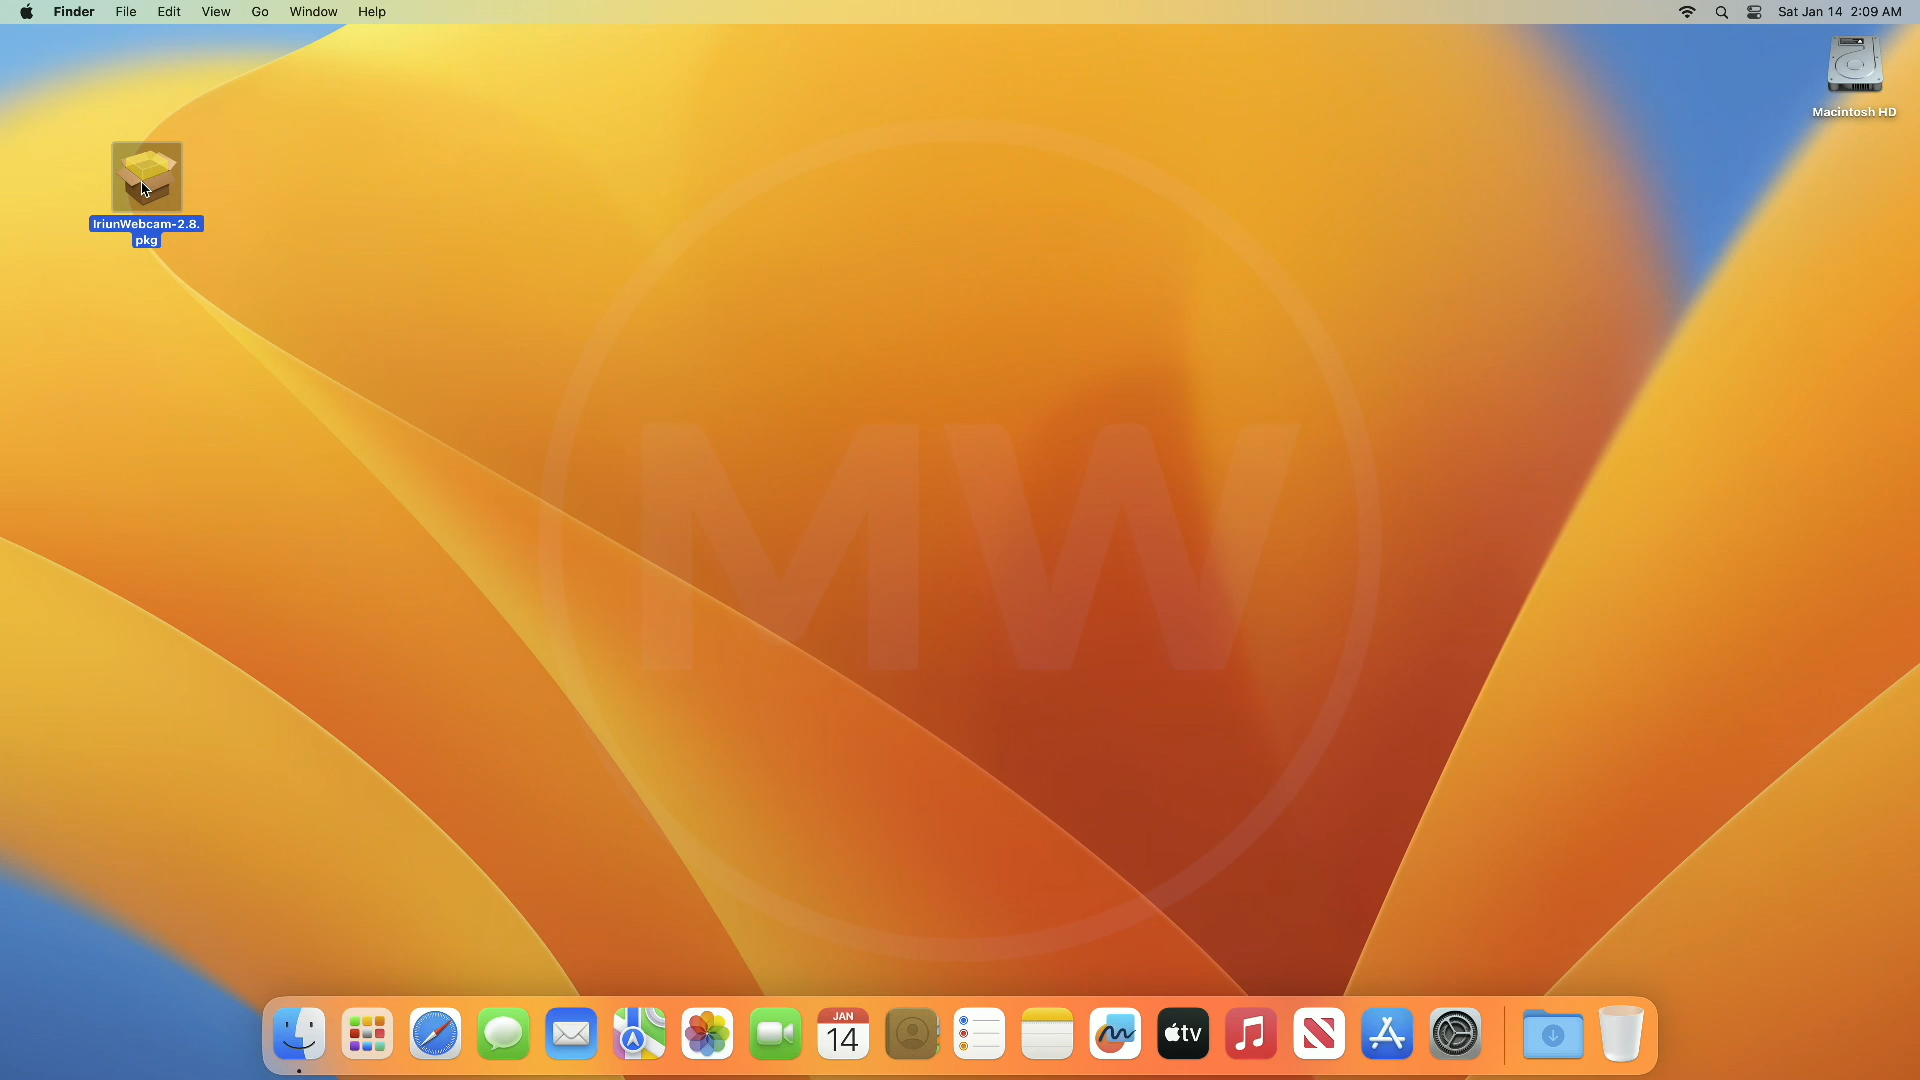 Finder File Edit View Go Window Help Sat Jan 14 2:09 AM
Macintosh HD
IriunWebcam-2.8.
pkg
MW
JAN
14
tv